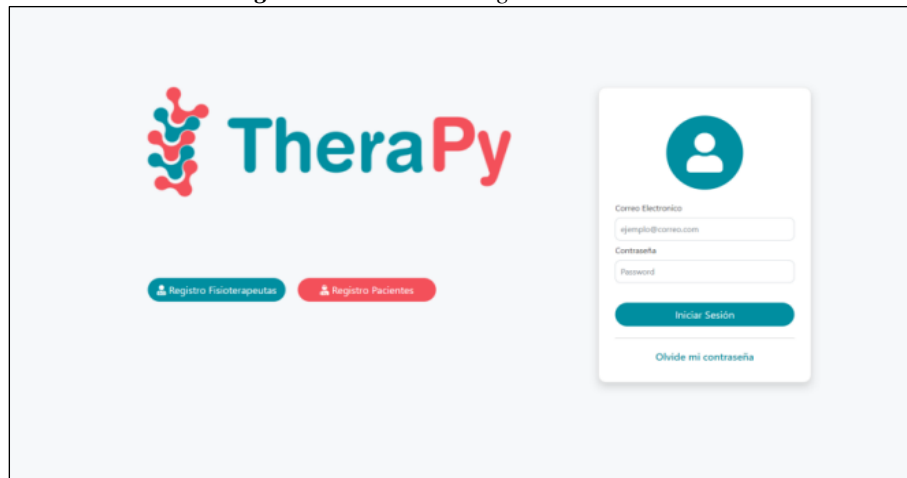 TheraPy
Registro Fisioterapeutas
Registro Pacientes
Correo Electronico
ejemplo@correo.com
Contraseña
Password
Iniciar Sesión
Olvide mi contraseña